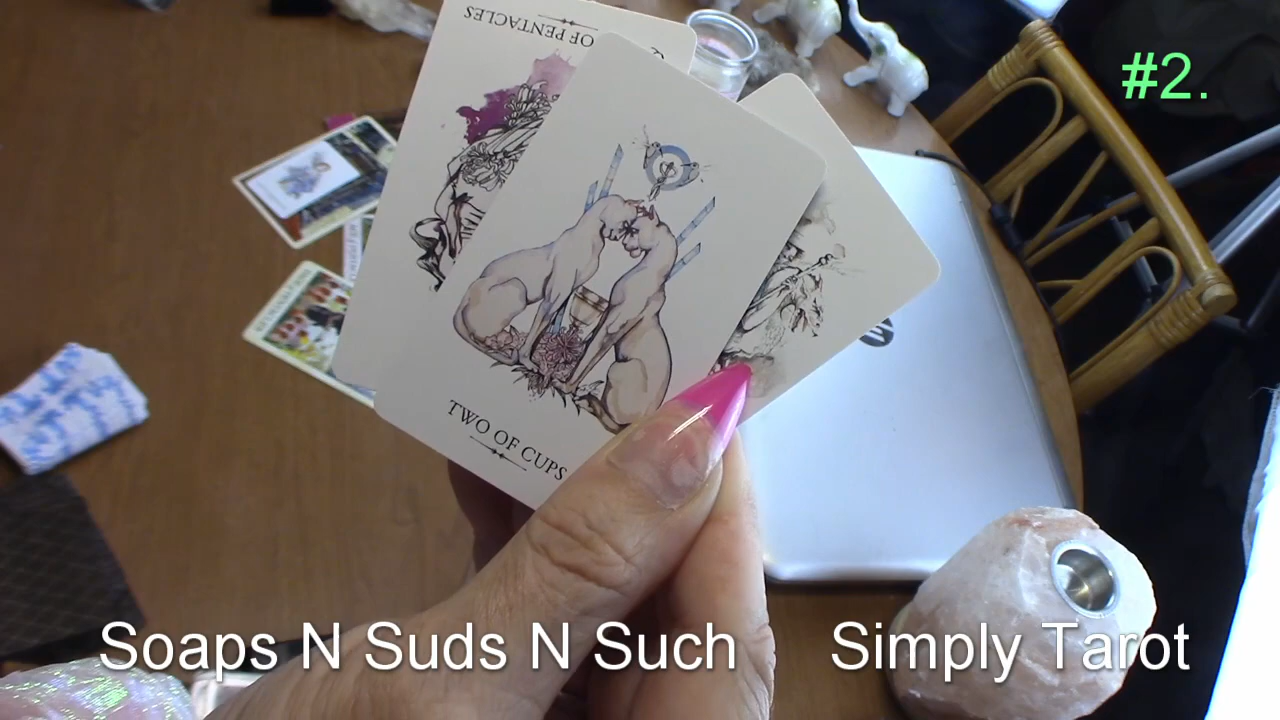 OF PENTACLES
#2.
TWO OF CUPS
Soaps N Suds N Such Simply Tarot